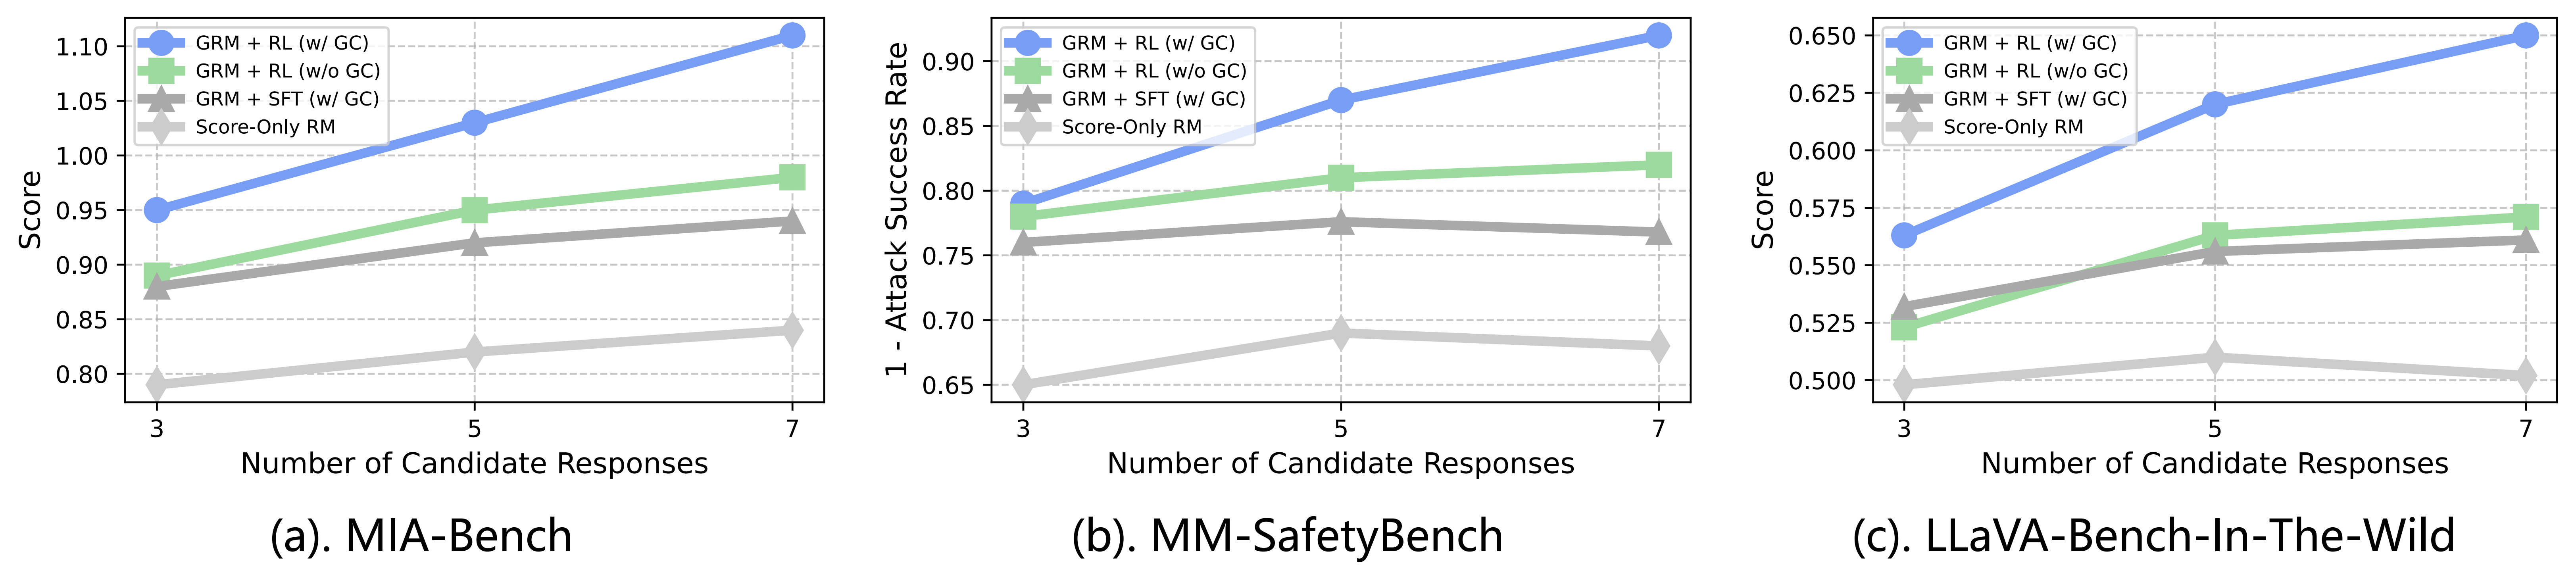 1.10
1.05
1.00
0.95
0.90
0.85
0.80
Score
GRM + RL (w/ GC)
GRM + RL (w/o GC)
GRM + SFT (w/ GC)
Score-Only RM
3 5 7
Number of Candidate Responses
(a). MIA-Bench
0.90
0.85
0.80
0.75
0.70
0.65
1 - Attack Success Rate
GRM + RL (w/ GC)
GRM + RL (w/o GC)
GRM + SFT (w/ GC)
Score-Only RM
3 5 7
Number of Candidate Responses
(b). MM-SafetyBench
0.650
0.625
0.600
0.575
0.550
0.525
0.500
Score
GRM + RL (w/ GC)
GRM + RL (w/o GC)
GRM + SFT (w/ GC)
Score-Only RM
3 5 7
Number of Candidate Responses
(c). LLaVA-Bench-In-The-Wild